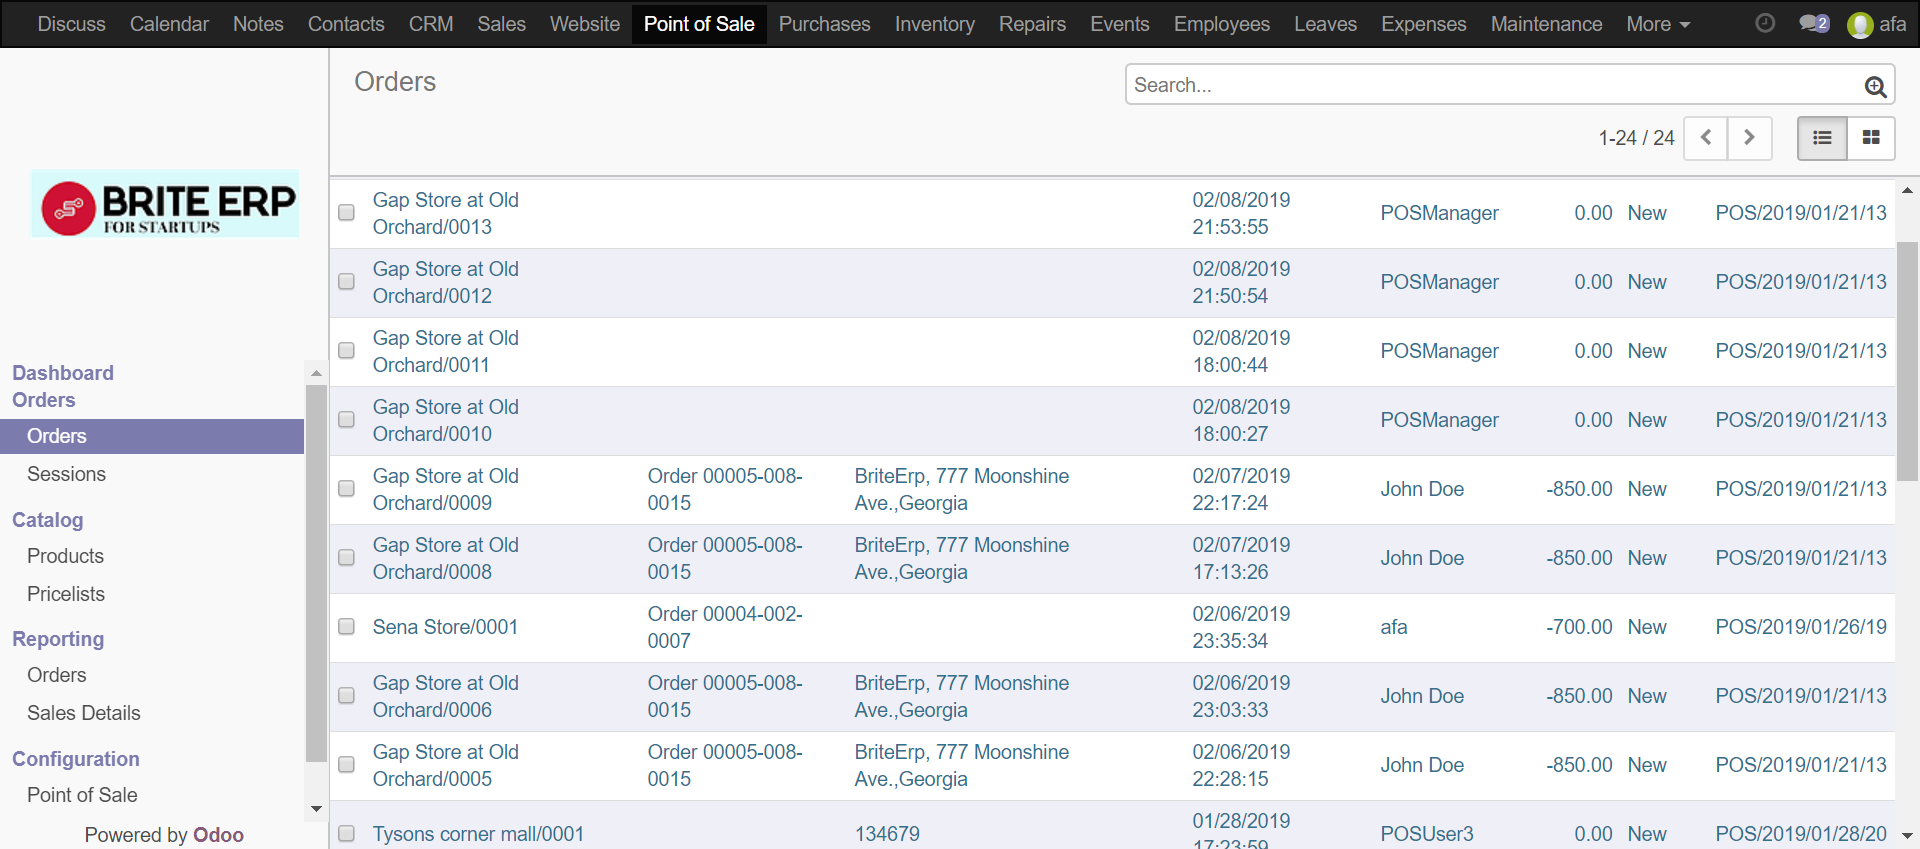 Discuss Calendar Notes Contacts CRM Sales Website Point of Sale Purchases Inventory Repairs Events Employees Leaves Expenses Maintenance More 2 afa
BRITE ERP
FOR STARTUPS
Dashboard
Orders
Orders
Sessions
Catalog
Products
Pricelists
Reporting
Orders
Sales Details
Configuration
Point of Sale
Powered by Odoo
Orders
Search...
1-24 / 24
Gap Store at Old 02/08/2019
Orchard/0013 21:53:55 POSManager 0.00 New POS/2019/01/21/13
Gap Store at Old 02/08/2019
Orchard/0012 21:50:54 POSManager 0.00 New POS/2019/01/21/13
Gap Store at Old 02/08/2019
Orchard/0011 18:00:44 POSManager 0.00 New POS/2019/01/21/13
Gap Store at Old 02/08/2019
Orchard/0010 18:00:27 POSManager 0.00 New POS/2019/01/21/13
Gap Store at Old Order 00005-008- BriteErp, 777 Moonshine 02/07/2019
Orchard/0009 0015 Ave.,Georgia 22:17:24 John Doe -850.00 New POS/2019/01/21/13
Gap Store at Old Order 00005-008- BriteErp, 777 Moonshine 02/07/2019
Orchard/0008 0015 Ave.,Georgia 17:13:26 John Doe -850.00 New POS/2019/01/21/13
Order 00004-002- 02/06/2019
Sena Store/0001 0007 23:35:34 afa -700.00 New POS/2019/01/26/19
Gap Store at Old Order 00005-008- BriteErp, 777 Moonshine 02/06/2019
Orchard/0006 0015 Ave.,Georgia 23:03:33 John Doe -850.00 New POS/2019/01/21/13
Gap Store at Old Order 00005-008- BriteErp, 777 Moonshine 02/06/2019
Orchard/0005 0015 Ave.,Georgia 22:28:15 John Doe -850.00 New POS/2019/01/21/13
01/28/2019
Tysons corner mall/0001 134679 17:23:59 POSUser3 0.00 New POS/2019/01/28/20